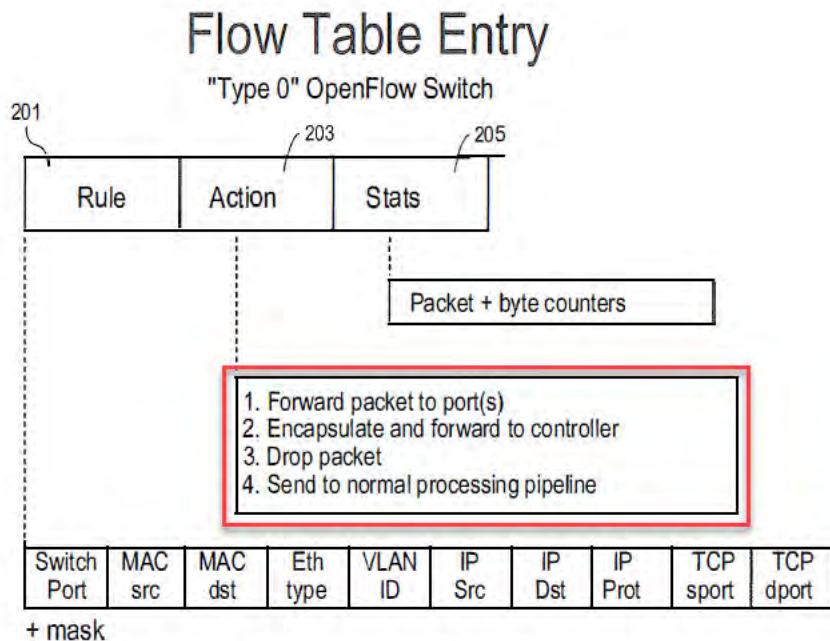 Flow Table Entry
"Type 0" OpenFlow Switch
201
203
205
Rule
Action
Stats
Packet + byte counters
1. Forward packet to port(s)
2. Encapsulate and forward to controller
3. Drop packet
4. Send to normal processing pipeline
Switch Port
MAC src
MAC dst
Eth type
VLAN ID
IP Src
IP Dst
IP Prot
TCP sport
TCP dport
+ mask